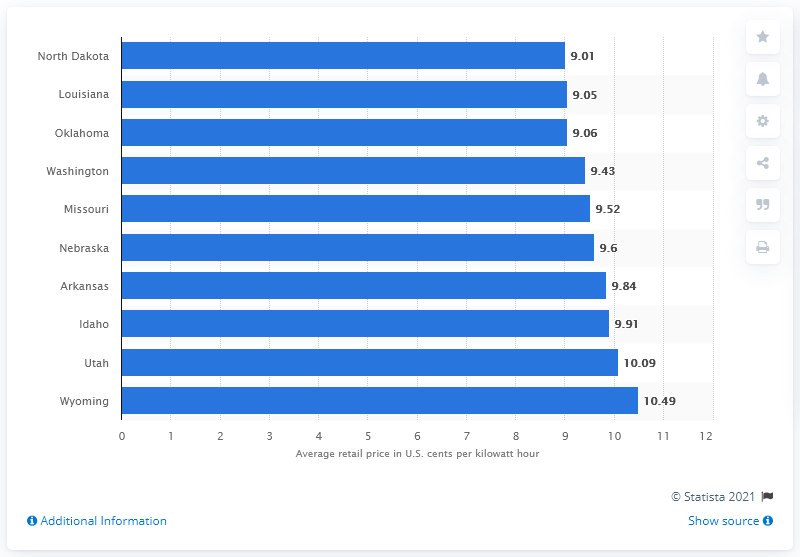 North Dakota 9.01
Louisiana 9.05
Oklahoma 9.06
Washington 9.43
Missouri 9.52
Nebraska 9.6
Arkansas 9.84
Idaho 9.91
Utah 10.09
Wyoming 10.49
0 1 2 3 4 5 6 7 8 9 10 11 12
Average retail price in U.S. cents per kilowatt hour
© Statista 2021
Additional Information Show source